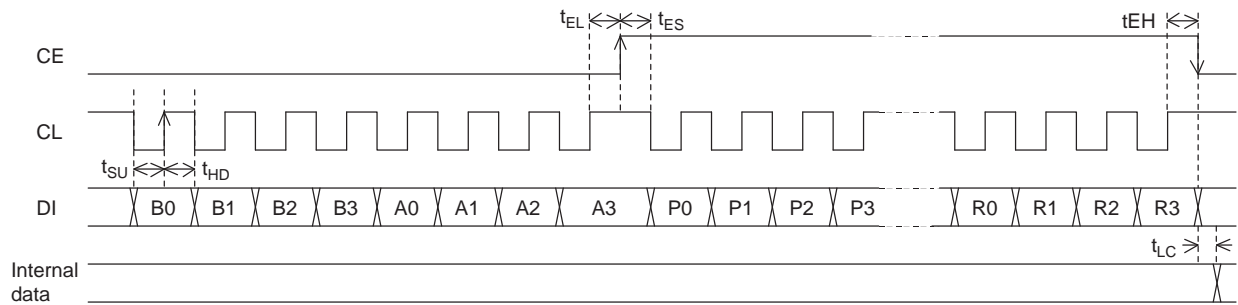 tEL tES tEH
CE
CL
tSU tHD
DI B0 B1 B2 B3 A0 A1 A2 A3 P0 P1 P2 P3 R0 R1 R2 R3
tLC
Internal
data